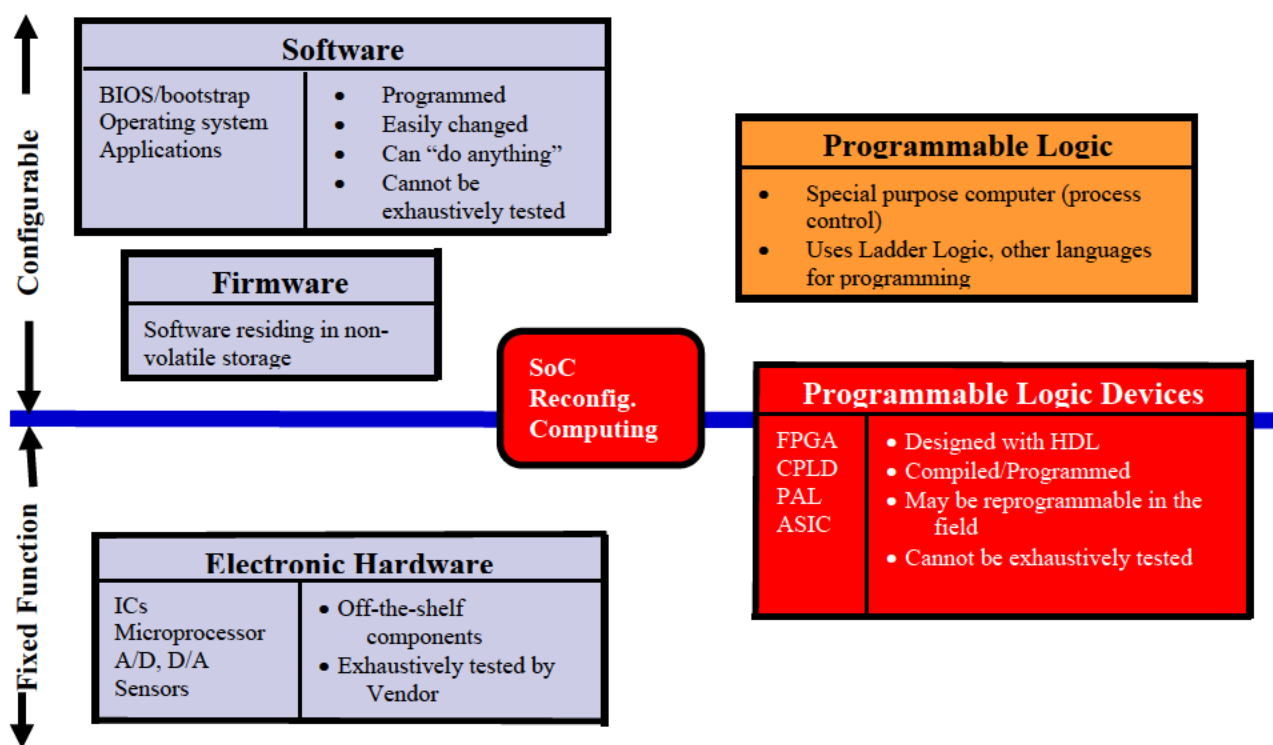 Configurable
Fixed Function
Software
BIOS/bootstrap
Operating system
Applications
• Programmed
• Easily changed
• Can “do anything”
• Cannot be
exhaustively tested
Firmware
Software residing in non-
volatile storage
Programmable Logic
• Special purpose computer (process
control)
• Uses Ladder Logic, other languages
for programming
SoC
Reconfig.
Computing
Programmable Logic Devices
FPGA
CPLD
PAL
ASIC
• Designed with HDL
• Compiled/Programmed
• May be reprogrammable in the
field
• Cannot be exhaustively tested
Electronic Hardware
ICs
Microprocessor
A/D, D/A
Sensors
• Off-the-shelf
components
• Exhaustively tested by
Vendor